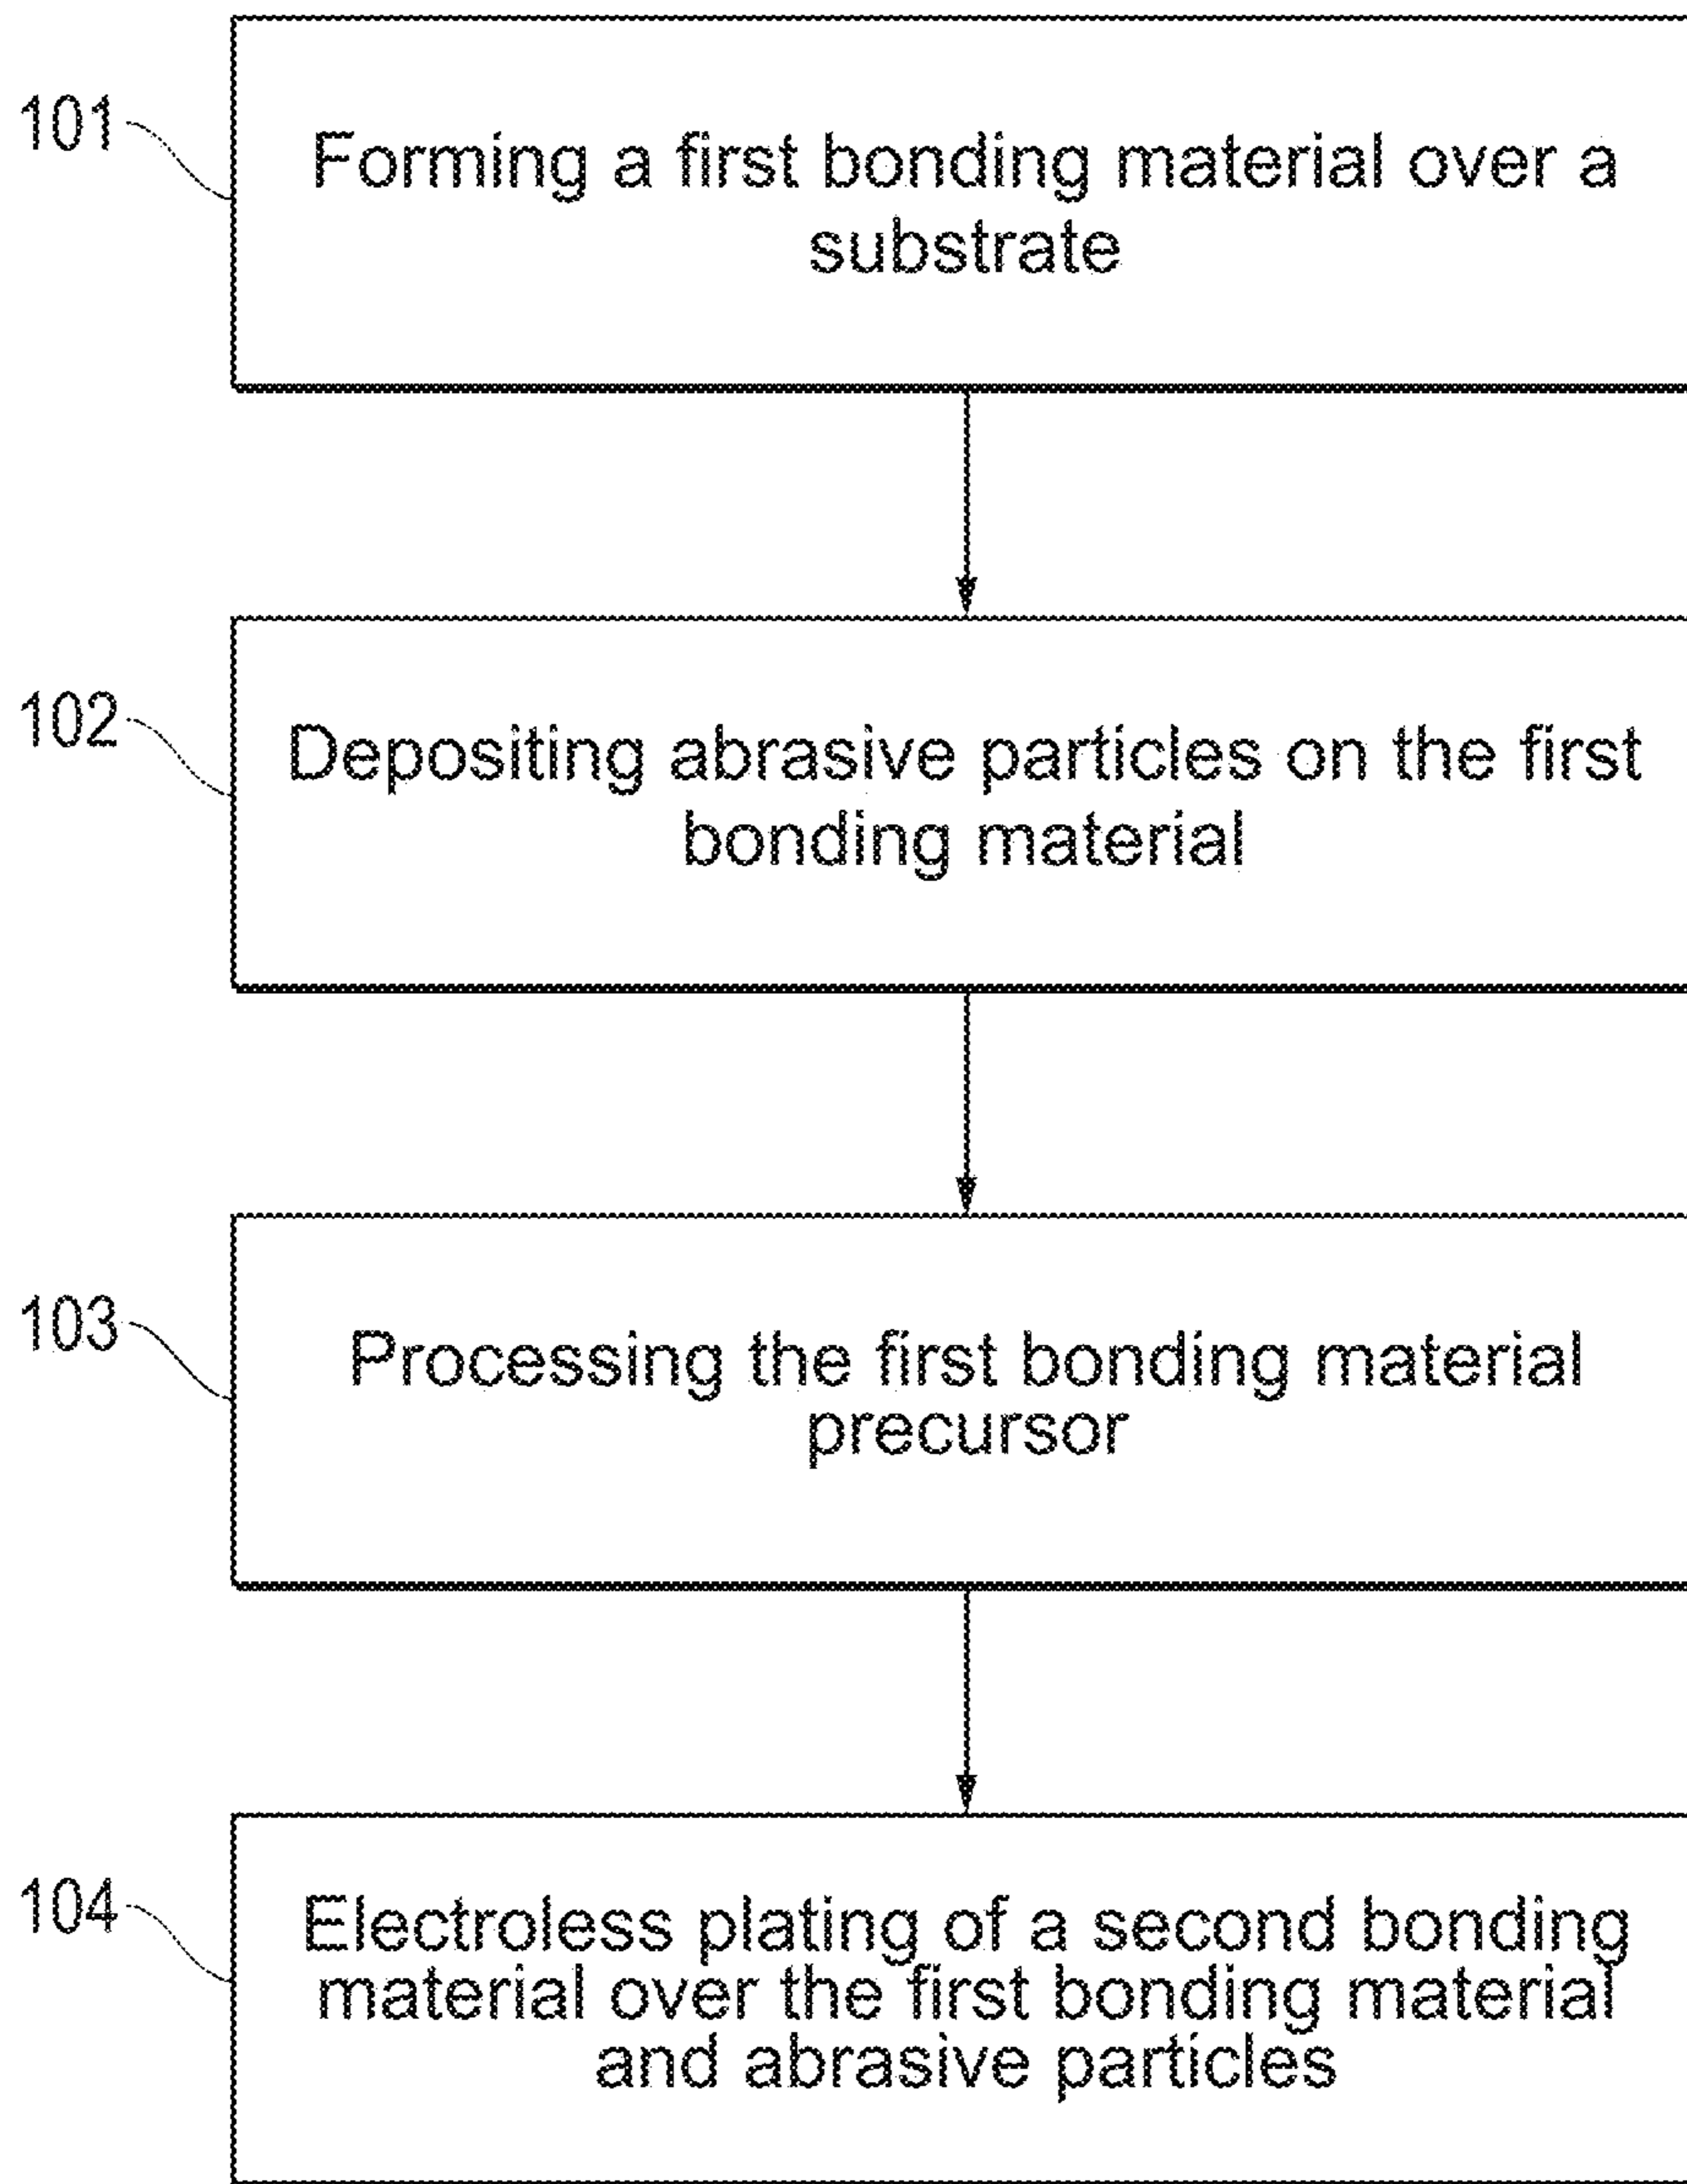 101
Forming a first bonding material over a
substrate
102
Depositing abrasive particles on the first
bonding material
103
Processing the first bonding material
precursor
104
Electroless plating of a second bonding
material over the first bonding material
and abrasive particles